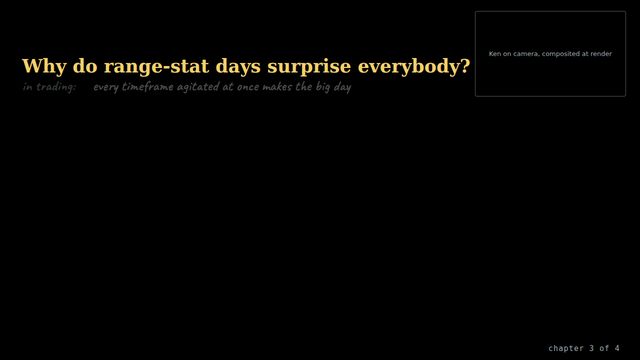 Ken on camera, composited at render
Why do range-stat days surprise everybody?
in trading: every timeframe agitated at once makes the big day
chapter 3 of 4